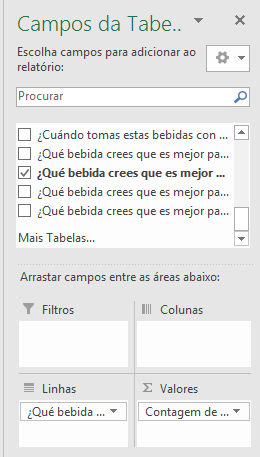 Campos da Tabe..
Escolha campos para adicionar ao
relatório:
Procurar
¿Cuándo tomas estas bebidas con ...
¿Qué bebida crees que es mejor pa...
¿Qué bebida crees que es mejor ...
¿Qué bebida crees que es mejor pa...
¿Qué bebida crees que es mejor pa...
Mais Tabelas...
Arrastar campos entre as áreas abaixo:
Filtros
Colunas
Linhas
Valores
¿Qué bebida ...
Contagem de ...